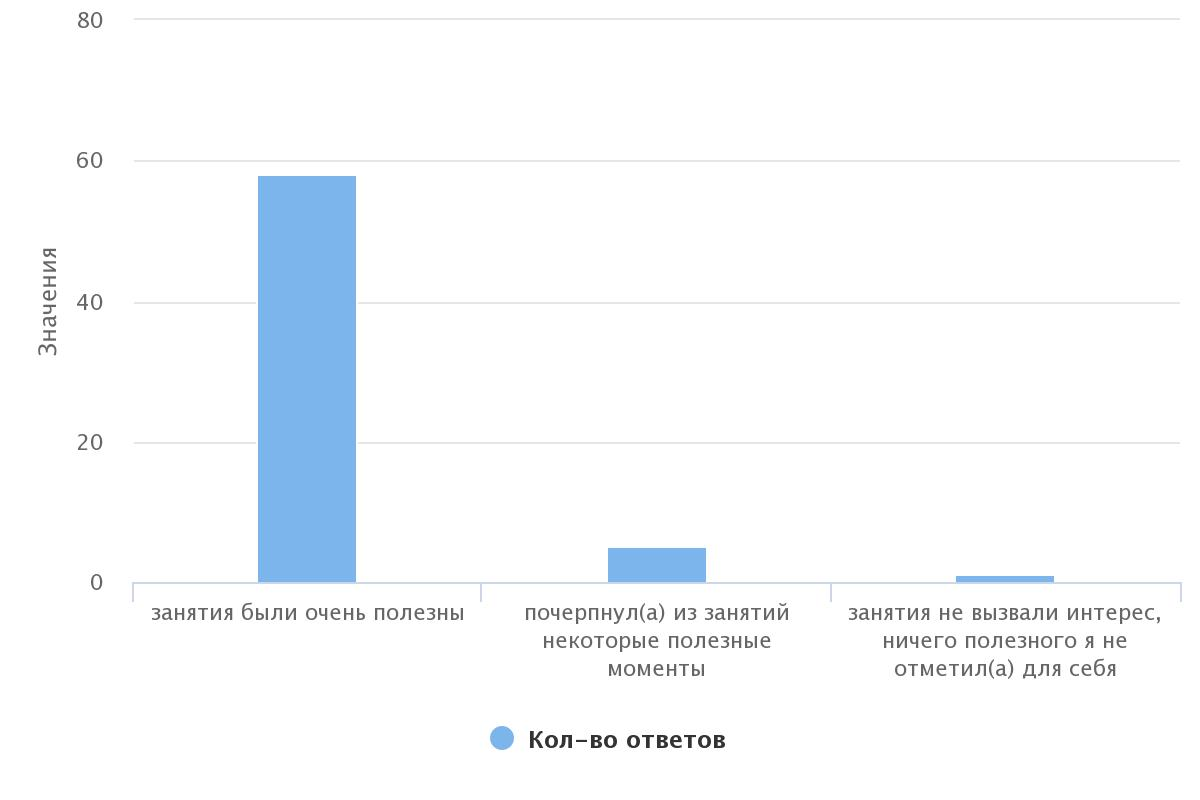 80
60
40
20
0
Значения
занятия были очень полезны
почерпнул(а) из занятий
некоторые полезные
моменты
занятия не вызвали интерес,
ничего полезного я не
отметил(а) для себя
Кол-во ответов